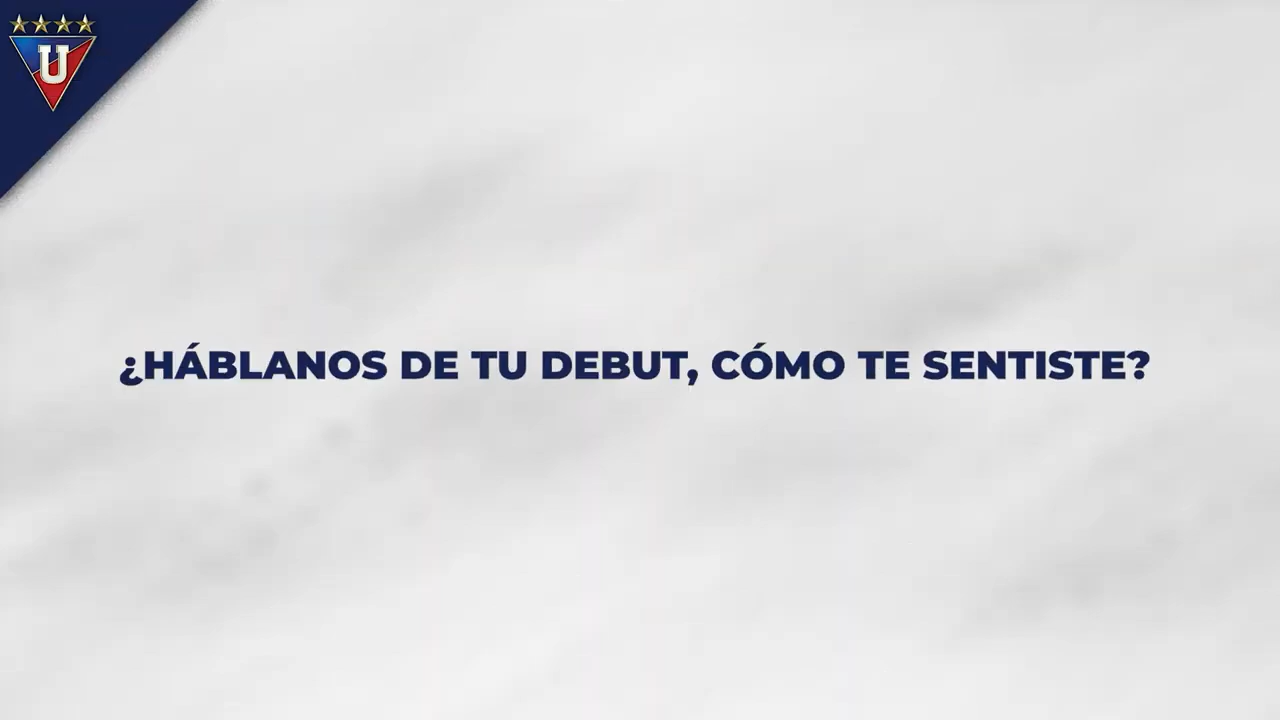 U
¿HÁBLANOS DE TU DEBUT, CÓMO TE SENTISTE?